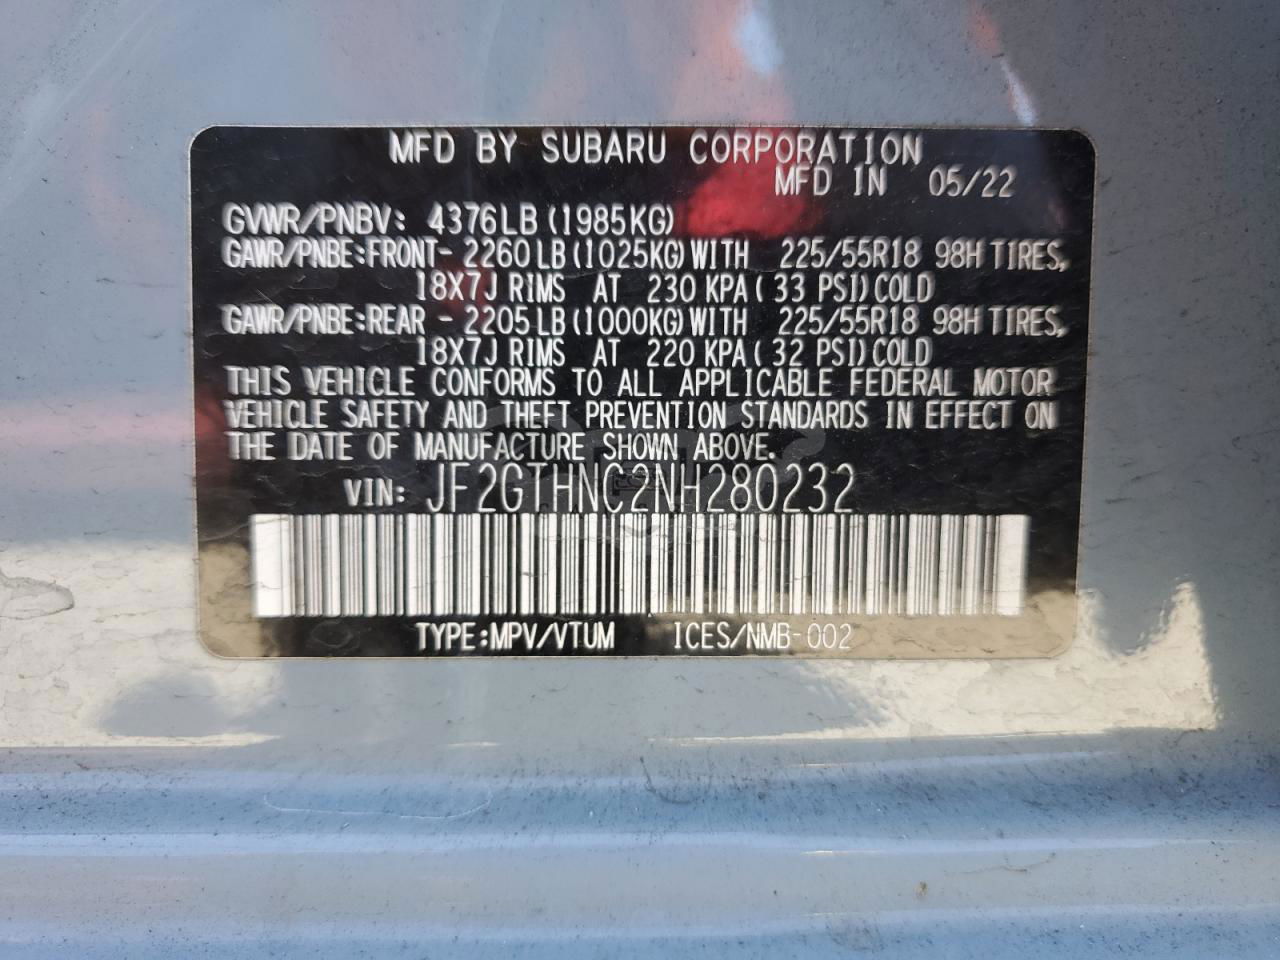 MFD BY SUBARU CORPORATION
MFD IN 05/22
GVWR/PNBV: 4376LB (1985KG)
GAWR/PNBE:FRONT- 2260LB (1025KG) WITH 225/55R18 98H TIRES,
18X7J RIMS AT 230 KPA ( 33 PSI) COLD
GAWR/PNBE:REAR - 2205LB (1000KG) WITH 225/55R18 98H TIRES,
18X7J RIMS AT 220 KPA ( 32 PSI) COLD
THIS VEHICLE CONFORMS TO ALL APPLICABLE FEDERAL MOTOR
VEHICLE SAFETY AND THEFT PREVENTION STANDARDS IN EFFECT ON
THE DATE OF MANUFACTURE SHOWN ABOVE.
VIN: JF2GTHNC2NH280232
TYPE:MPV/VTUM ICES/NMB-002